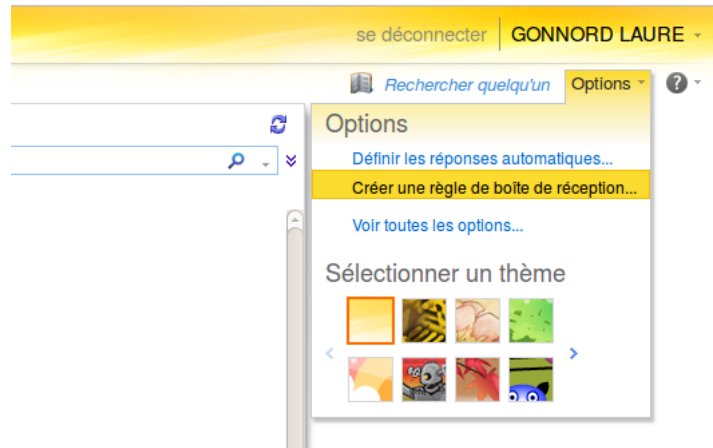 se déconnecter GONNORD LAURE
Rechercher quelqu'un Options ?
Options
Définir les réponses automatiques...
Créer une règle de boîte de réception...
Voir toutes les options...
Sélectionner un thème